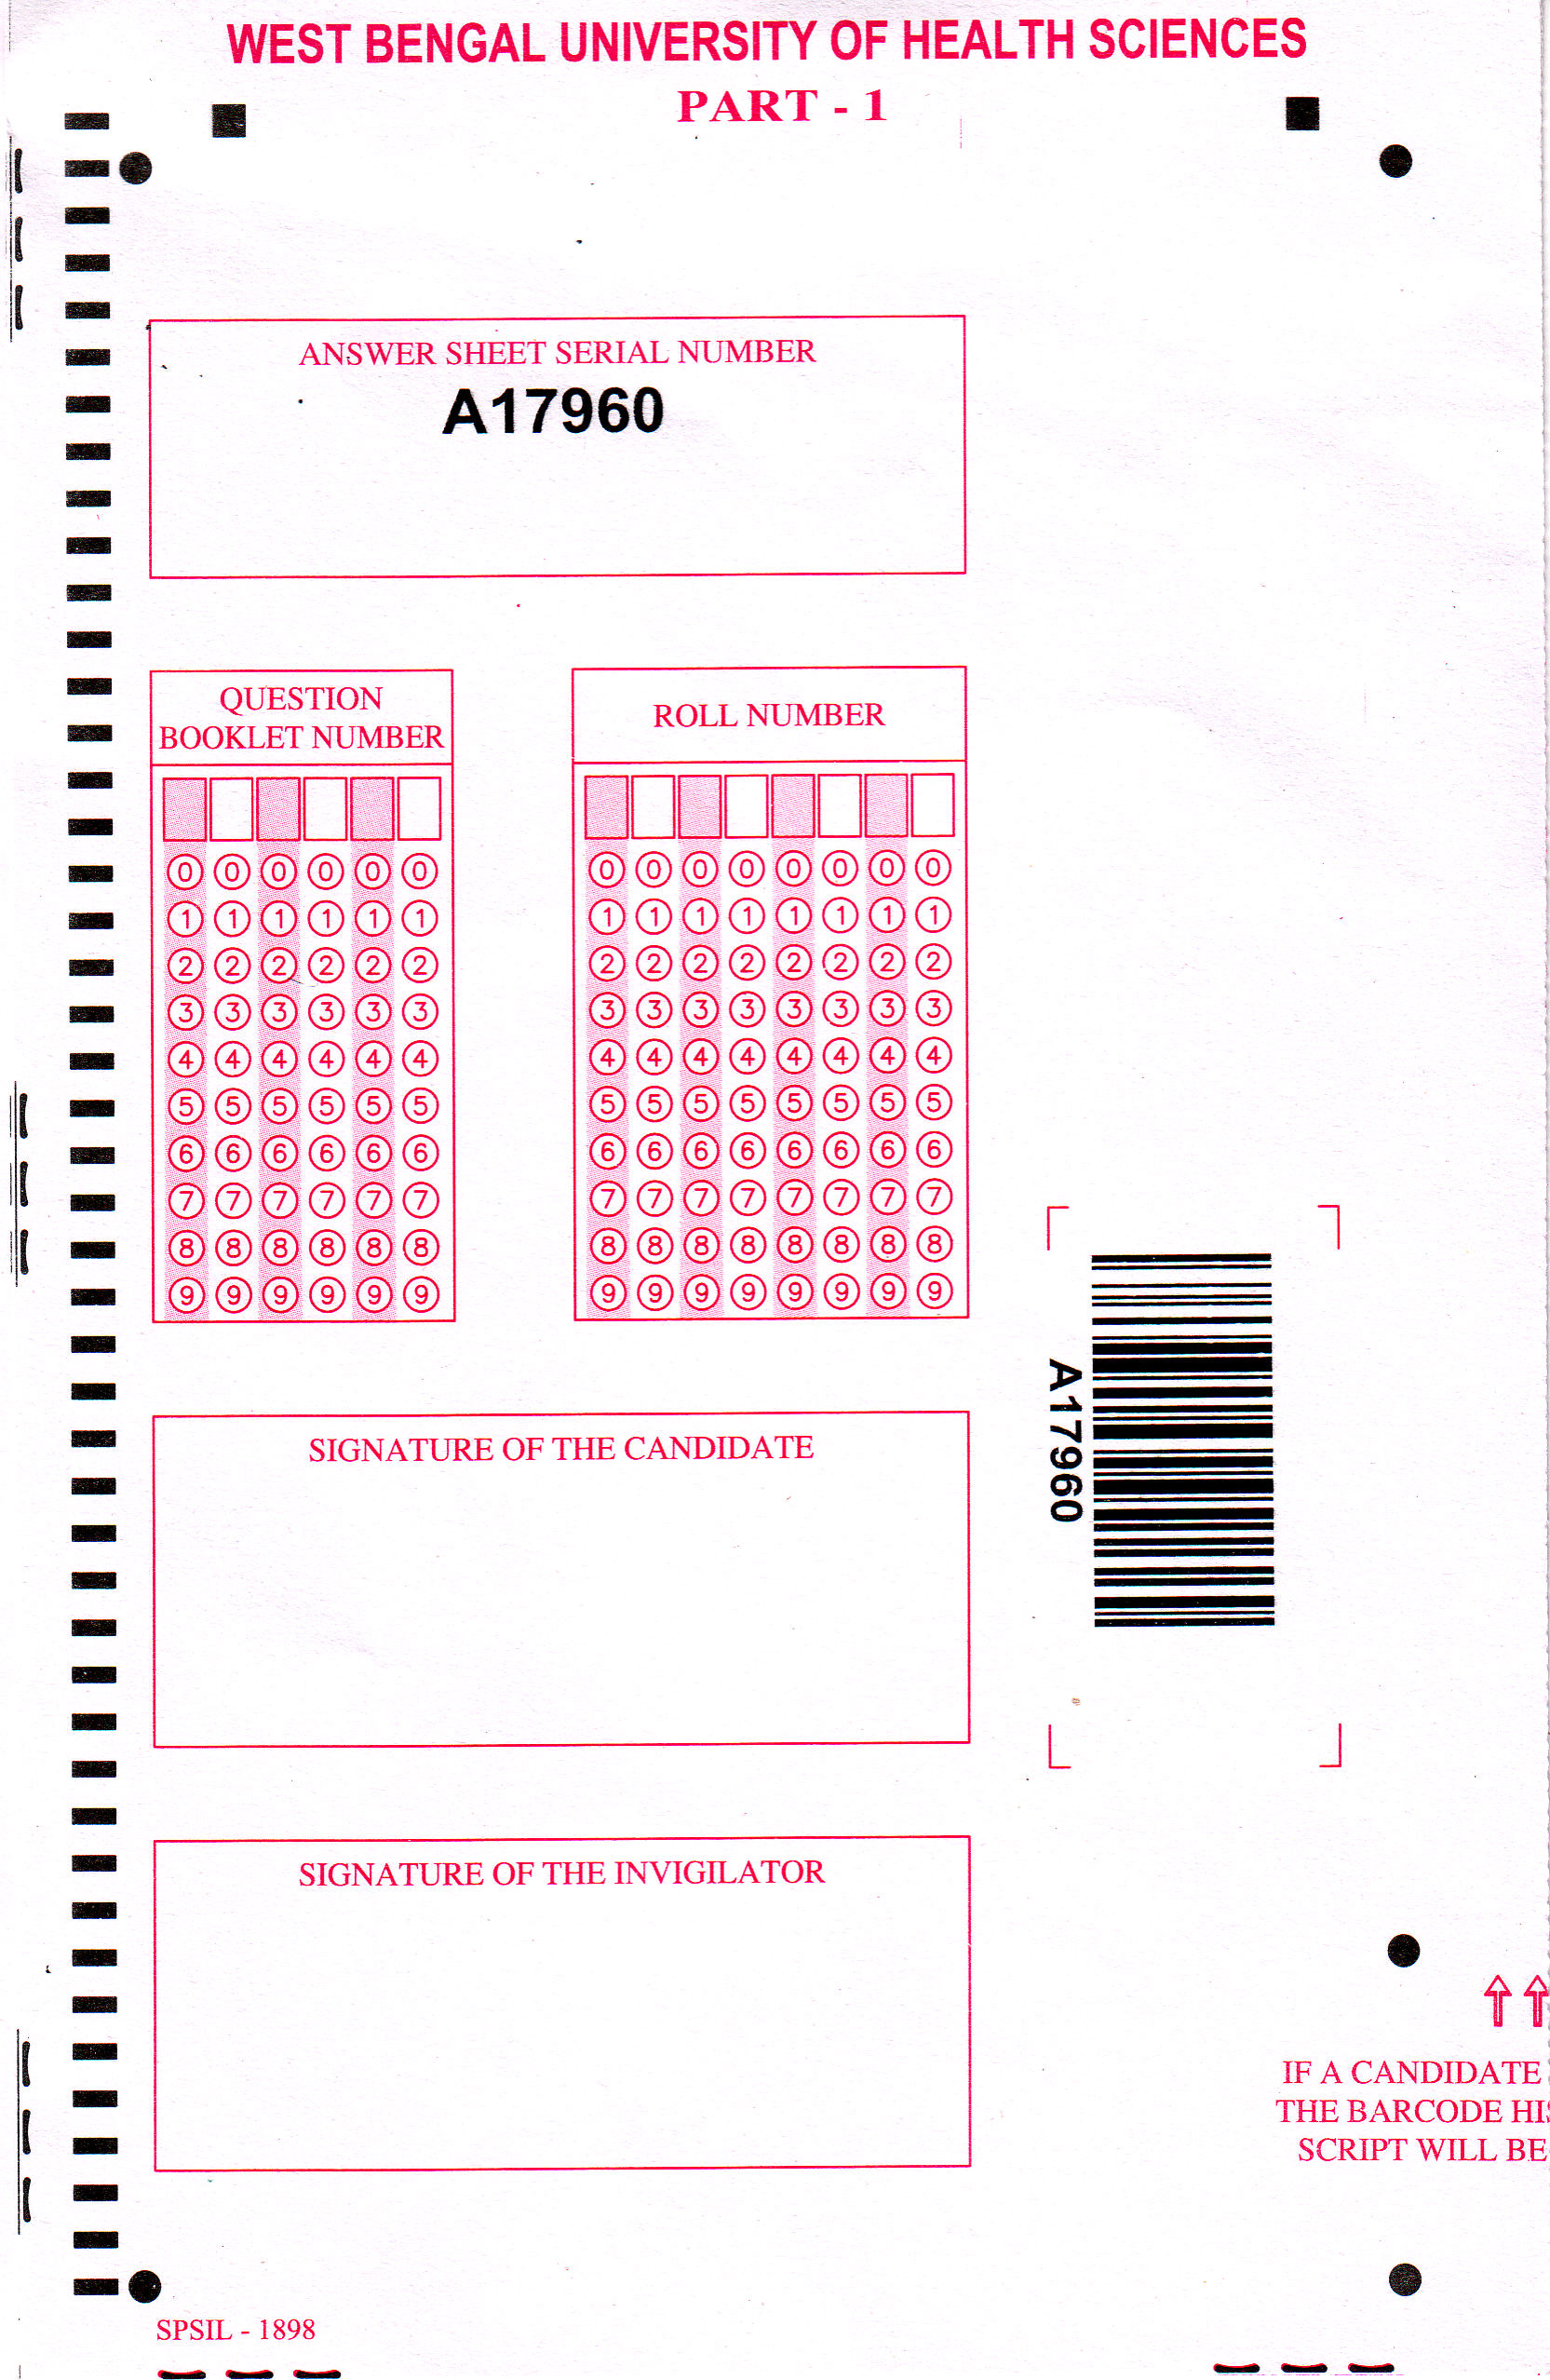 WEST BENGAL UNIVERSITY OF HEALTH SCIENCES
PART - 1
ANSWER SHEET SERIAL NUMBER
A17960
QUESTION
BOOKLET NUMBER
0 0 0 0 0 0
1 1 1 1 1 1
2 2 2 2 2 2
3 3 3 3 3 3
4 4 4 4 4 4
5 5 5 5 5 5
6 6 6 6 6 6
7 7 7 7 7 7
8 8 8 8 8 8
9 9 9 9 9 9
ROLL NUMBER
0 0 0 0 0 0 0 0
1 1 1 1 1 1 1 1
2 2 2 2 2 2 2 2
3 3 3 3 3 3 3 3
4 4 4 4 4 4 4 4
5 5 5 5 5 5 5 5
6 6 6 6 6 6 6 6
7 7 7 7 7 7 7 7
8 8 8 8 8 8 8 8
9 9 9 9 9 9 9 9
A17960
SIGNATURE OF THE CANDIDATE
SIGNATURE OF THE INVIGILATOR
IF A CANDIDATE
THE BARCODE HIS
SCRIPT WILL BE
SPSIL - 1898